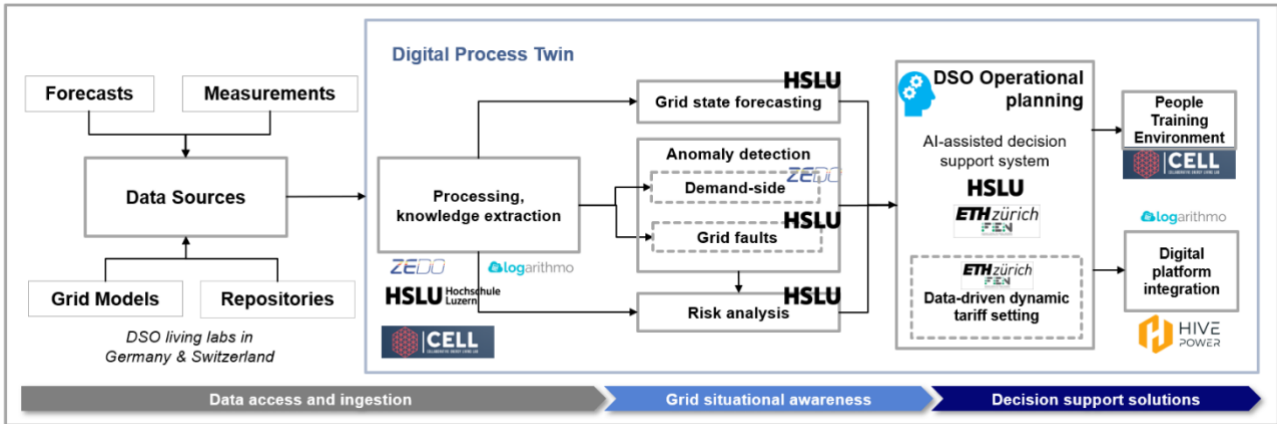 Digital Process Twin
Forecasts
Measurements
Data Sources
Grid Models
Repositories
DSO living labs in
Germany & Switzerland
Processing,
knowledge extraction
ZEDO
logarithmo
HSLU Hochschule
Luzern
CELL
HSLU
Grid state forecasting
Anomaly detection
ZEDO
Demand-side
HSLU
Grid faults
HSLU
Risk analysis
DSO Operational
planning
AI-assisted decision
support system
HSLU
ETH zürich
FEN
ETH zürich
FEN
Data-driven dynamic
tariff setting
People
Training
Environment
CELL
logarithmo
Digital
platform
integration
HIVE
POWER
Data access and ingestion
Grid situational awareness
Decision support solutions